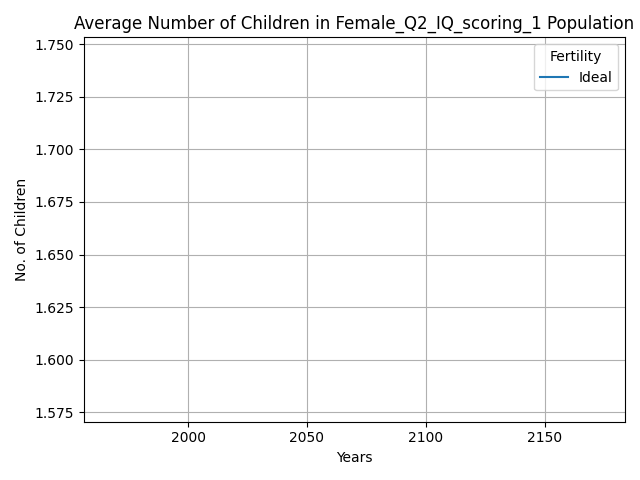 Average Number of Children in Female_Q2_IQ_scoring_1 Population
1.750
1.725
1.700
1.675
1.650
1.625
1.600
1.575
No. of Children
Fertility
Ideal
2000 2050 2100 2150
Years